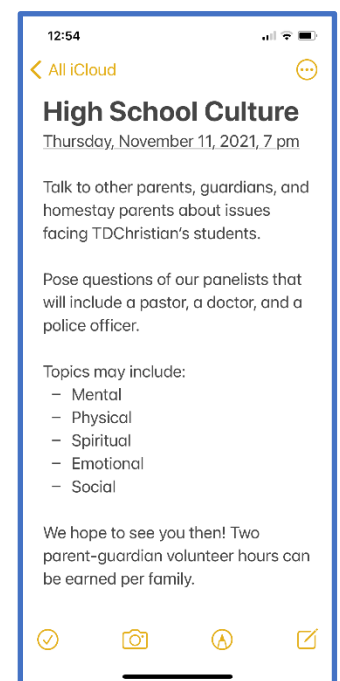 12:54
All iCloud
High School Culture
Thursday, November 11, 2021, 7 pm
Talk to other parents, guardians, and
homestay parents about issues
facing TDChristian's students.
Pose questions of our panelists that
will include a pastor, a doctor, and a
police officer.
Topics may include:
– Mental
– Physical
– Spiritual
– Emotional
– Social
We hope to see you then! Two
parent-guardian volunteer hours can
be earned per family.